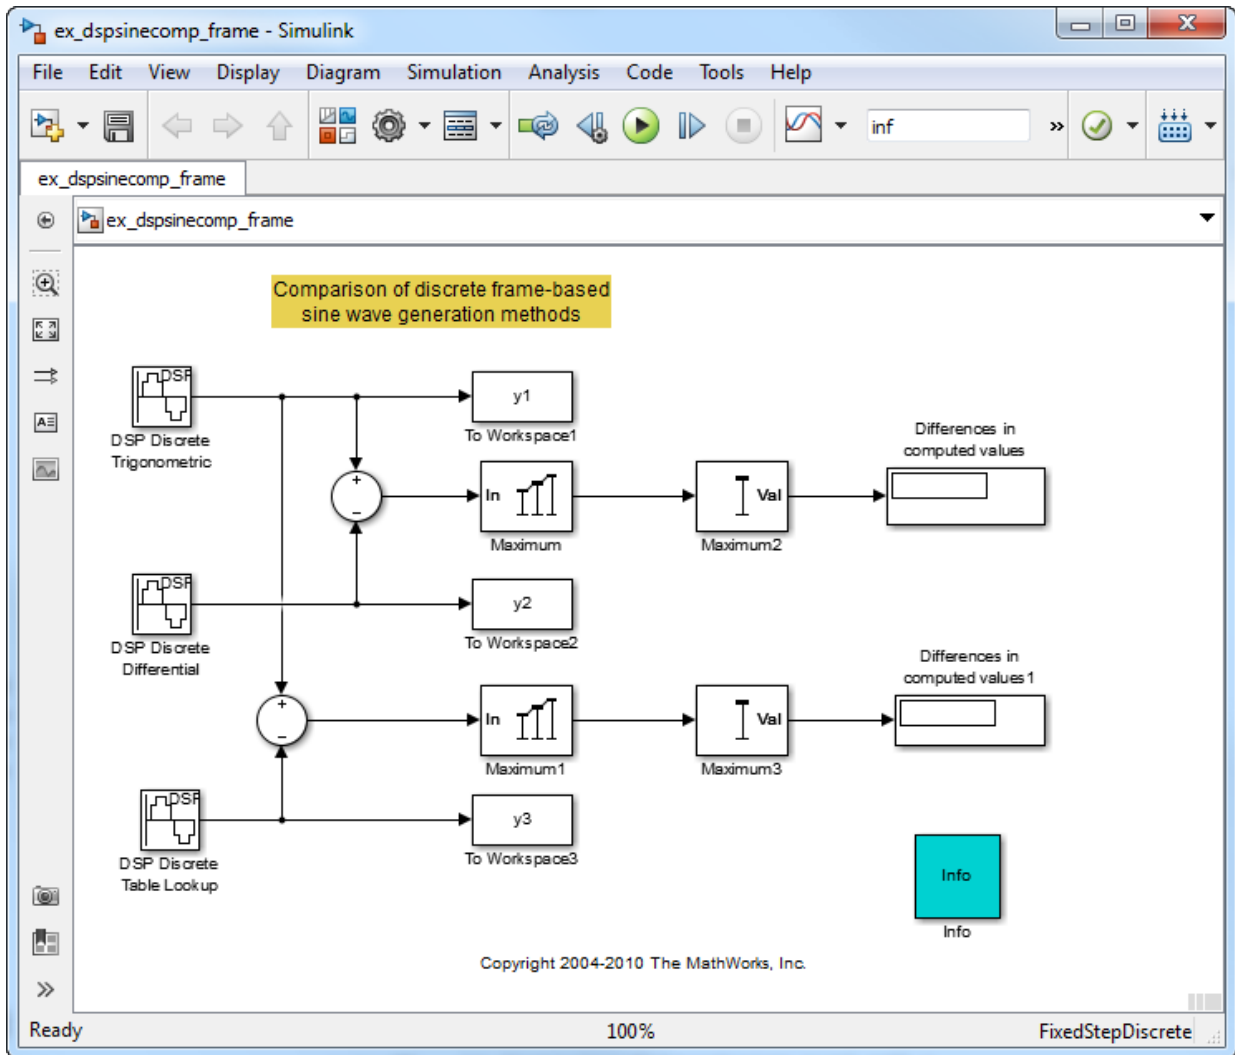 ex_dspsinecomp_frame - Simulink
File Edit View Display Diagram Simulation Analysis Code Tools Help
inf
ex_dspsinecomp_frame
ex_dspsinecomp_frame
Comparison of discrete frame-based
sine wave generation methods
DSP
DSP Discrete
Trigonometric
y1
To Workspace1
Differences in
computed values
+
−
In
Maximum
Val
Maximum2
DSP
DSP Discrete
Differential
y2
To Workspace2
Differences in
computed values1
+
−
In
Maximum1
Val
Maximum3
DSP
DSP Discrete
Table Lookup
y3
To Workspace3
Info
Info
Copyright 2004-2010 The MathWorks, Inc.
Ready 100% FixedStepDiscrete